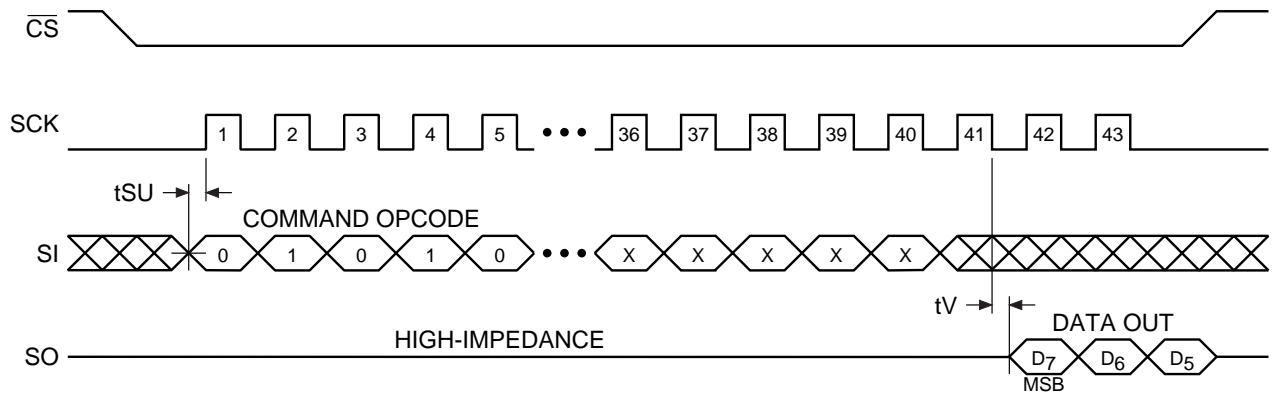 CS
SCK
1 2 3 4 5 ••• 36 37 38 39 40 41 42 43
tSU
COMMAND OPCODE
SI
0 1 0 1 0 ••• X X X X X
tV
HIGH-IMPEDANCE
DATA OUT
SO
D7 D6 D5
MSB